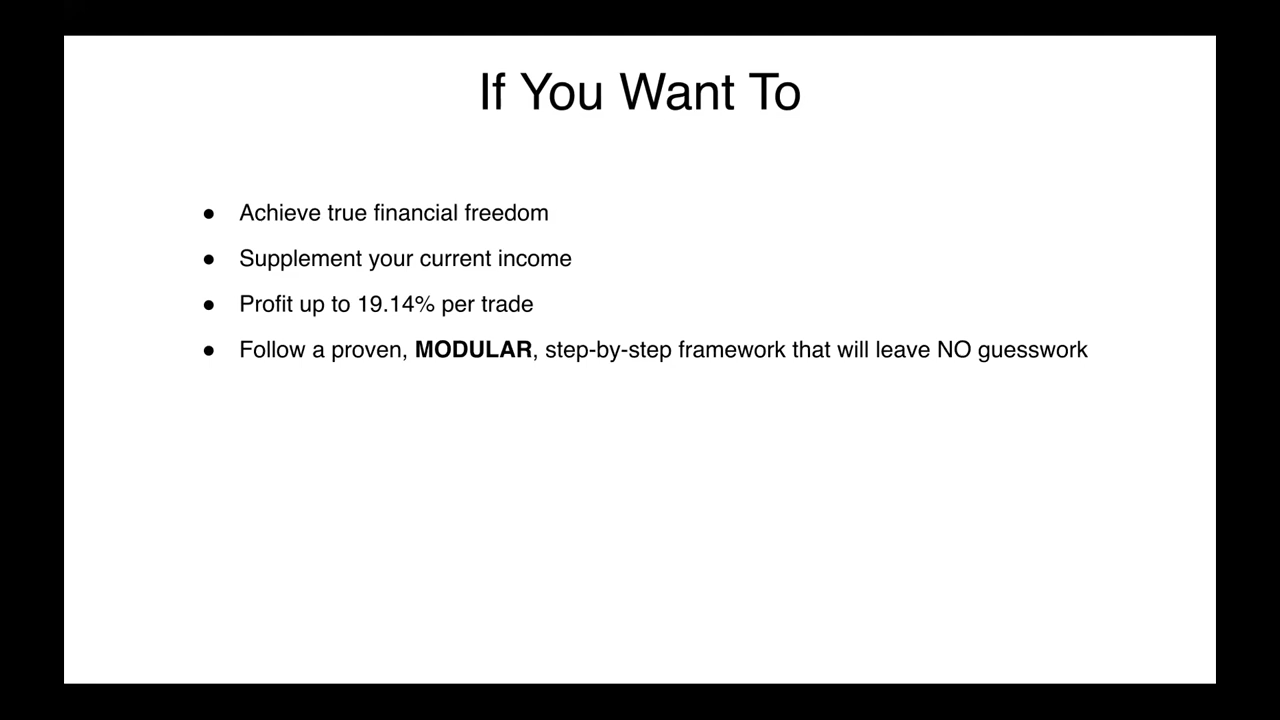 If You Want To
● Achieve true financial freedom
● Supplement your current income
● Profit up to 19.14% per trade
● Follow a proven, MODULAR, step-by-step framework that will leave NO guesswork